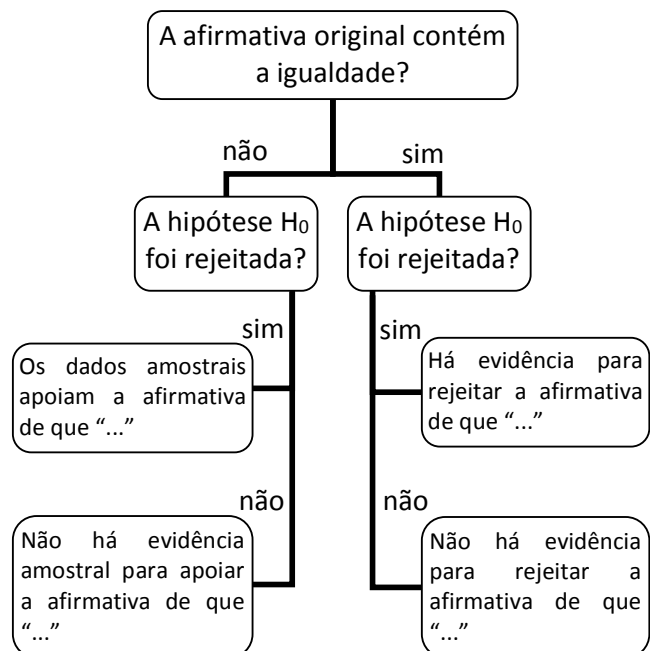 A afirmativa original contém
a igualdade?
não
sim
A hipótese H₀
foi rejeitada?
A hipótese H₀
foi rejeitada?
sim
sim
Os dados amostrais
apoiam a afirmativa
de que “...”
Há evidência para
rejeitar a afirmativa
de que “...”
não
não
Não há evidência
amostral para apoiar
a afirmativa de que
“...”
Não há evidência
para rejeitar a
afirmativa de que
“...”